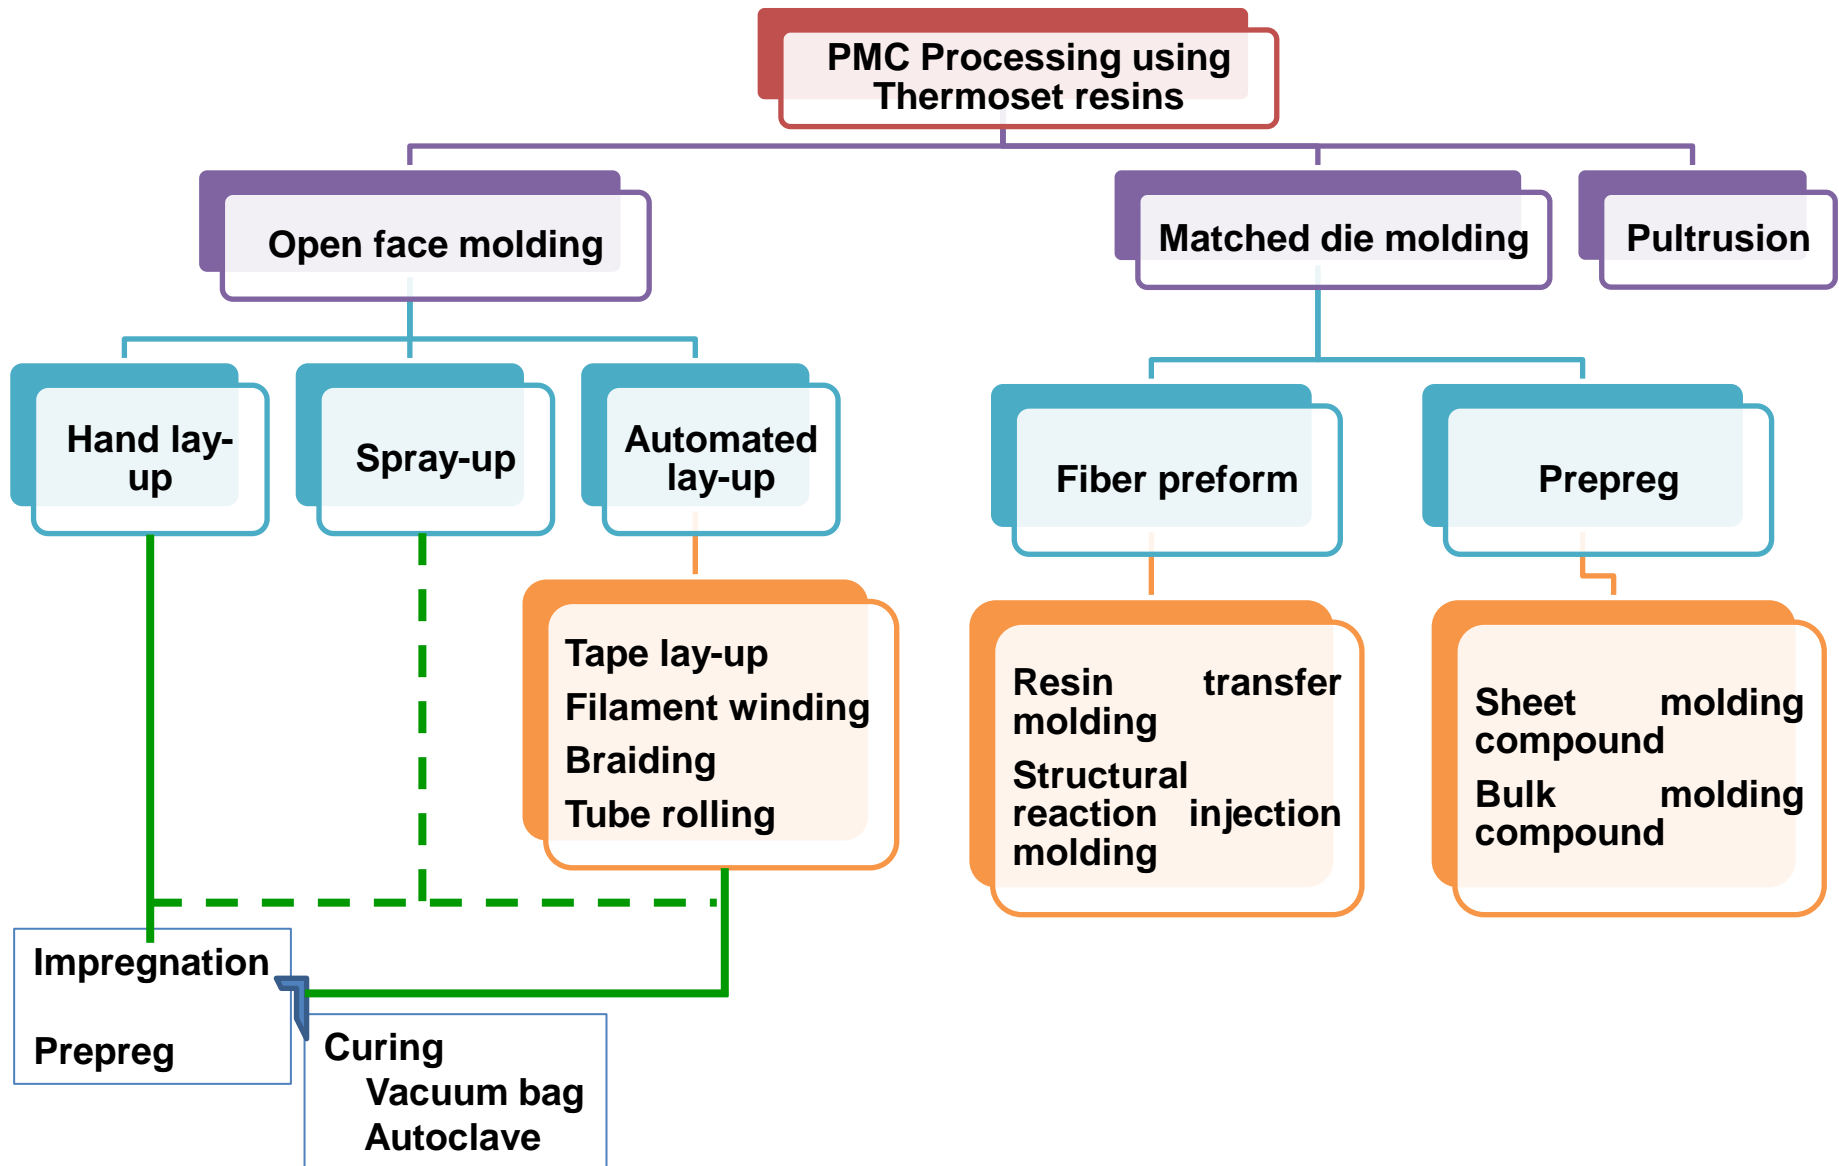 PMC Processing using
Thermoset resins
Open face molding
Matched die molding
Pultrusion
Hand lay-
up
Spray-up
Automated
lay-up
Fiber preform
Prepreg
Tape lay-up
Filament winding
Braiding
Tube rolling
Resin transfer
molding
Structural
reaction injection
molding
Sheet molding
compound
Bulk molding
compound
Impregnation
Prepreg
Curing
Vacuum bag
Autoclave